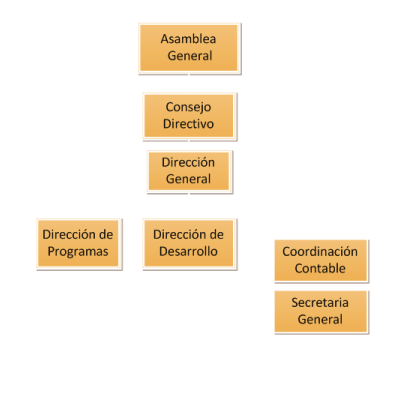 Asamblea
General
Consejo
Directivo
Dirección
General
Dirección de
Programas
Dirección de
Desarrollo
Coordinación
Contable
Secretaria
General